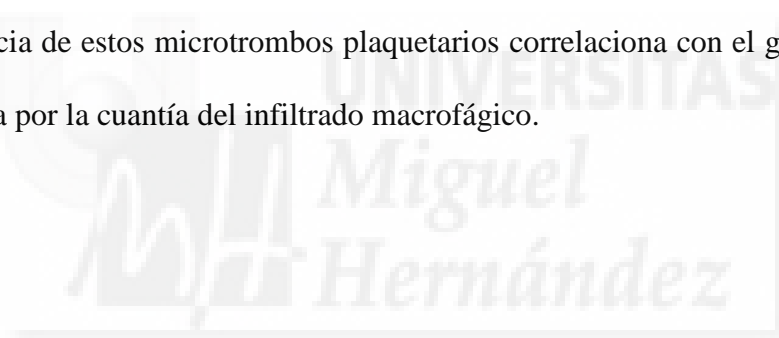 cia de estos microtrombos plaquetarios correlaciona con el g
UNIVERSITAS
a por la cuantía del infiltrado macrofágico.
Miguel
Hernández